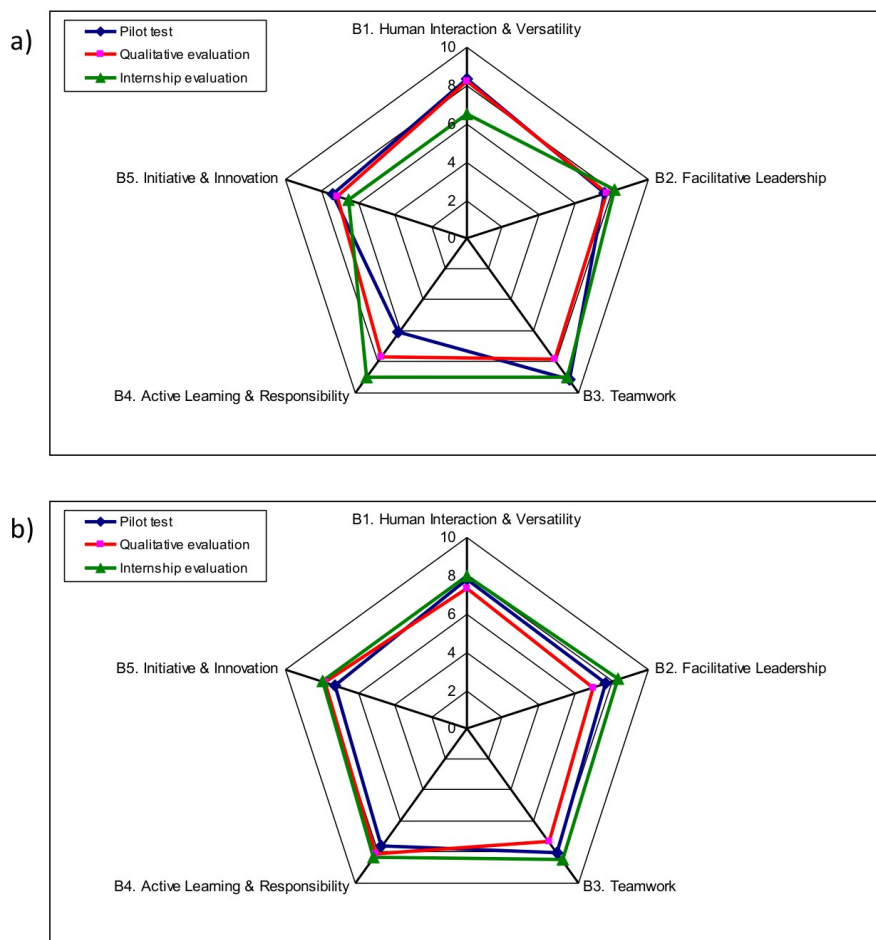 a)
Pilot test
Qualitative evaluation
Internship evaluation
B1. Human Interaction & Versatility
10
8
6
4
2
0
B5. Initiative & Innovation
B2. Facilitative Leadership
B4. Active Learning & Responsibility
B3. Teamwork
b)
Pilot test
Qualitative evaluation
Internship evaluation
B1. Human Interaction & Versatility
10
8
6
4
2
0
B5. Initiative & Innovation
B2. Facilitative Leadership
B4. Active Learning & Responsibility
B3. Teamwork